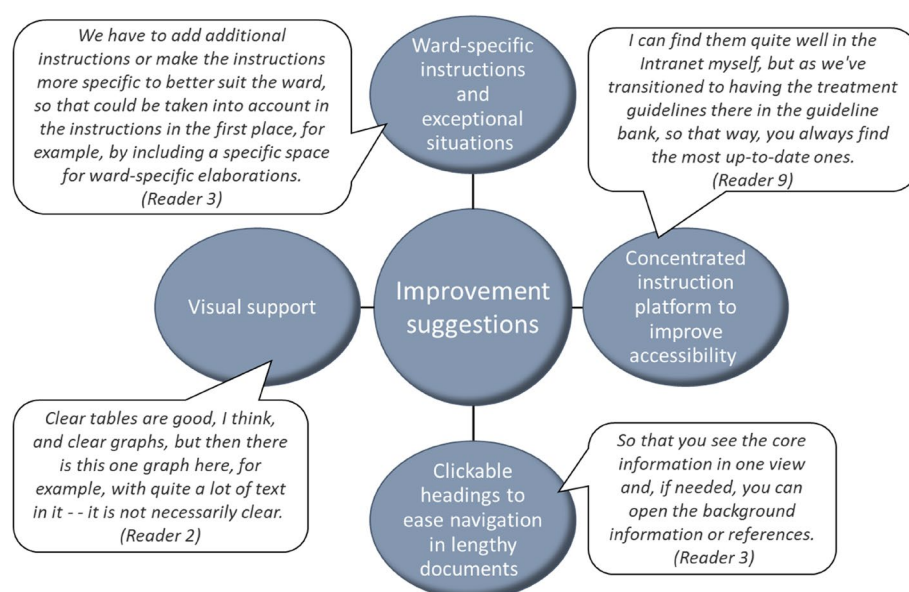 We have to add additional
instructions or make the instructions
more specific to better suit the ward,
so that could be taken into account in
the instructions in the first place, for
example, by including a specific space
for ward-specific elaborations.
(Reader 3)
Ward-specific
instructions
and
exceptional
situations
I can find them quite well in the
Intranet myself, but as we've
transitioned to having the treatment
guidelines there in the guideline
bank, so that way, you always find
the most up-to-date ones.
(Reader 9)
Visual support
Improvement
suggestions
Concentrated
instruction
platform to
improve
accessibility
Clear tables are good, I think,
and clear graphs, but then there
is this one graph here, for
example, with quite a lot of text
in it - - it is not necessarily clear.
(Reader 2)
Clickable
headings to
ease navigation
in lengthy
documents
So that you see the core
information in one view
and, if needed, you can
open the background
information or references.
(Reader 3)